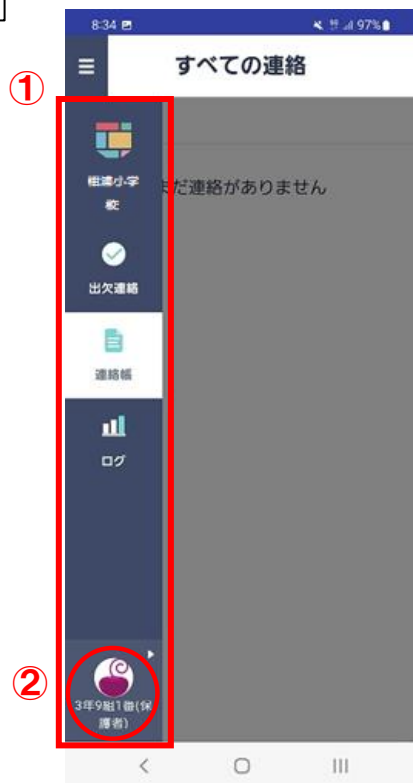 8:34
97%
すべての連絡
①
小学
校
まだ連絡がありません
出欠連絡
連絡帳
ログ
②
3年9組1番(保
護者)